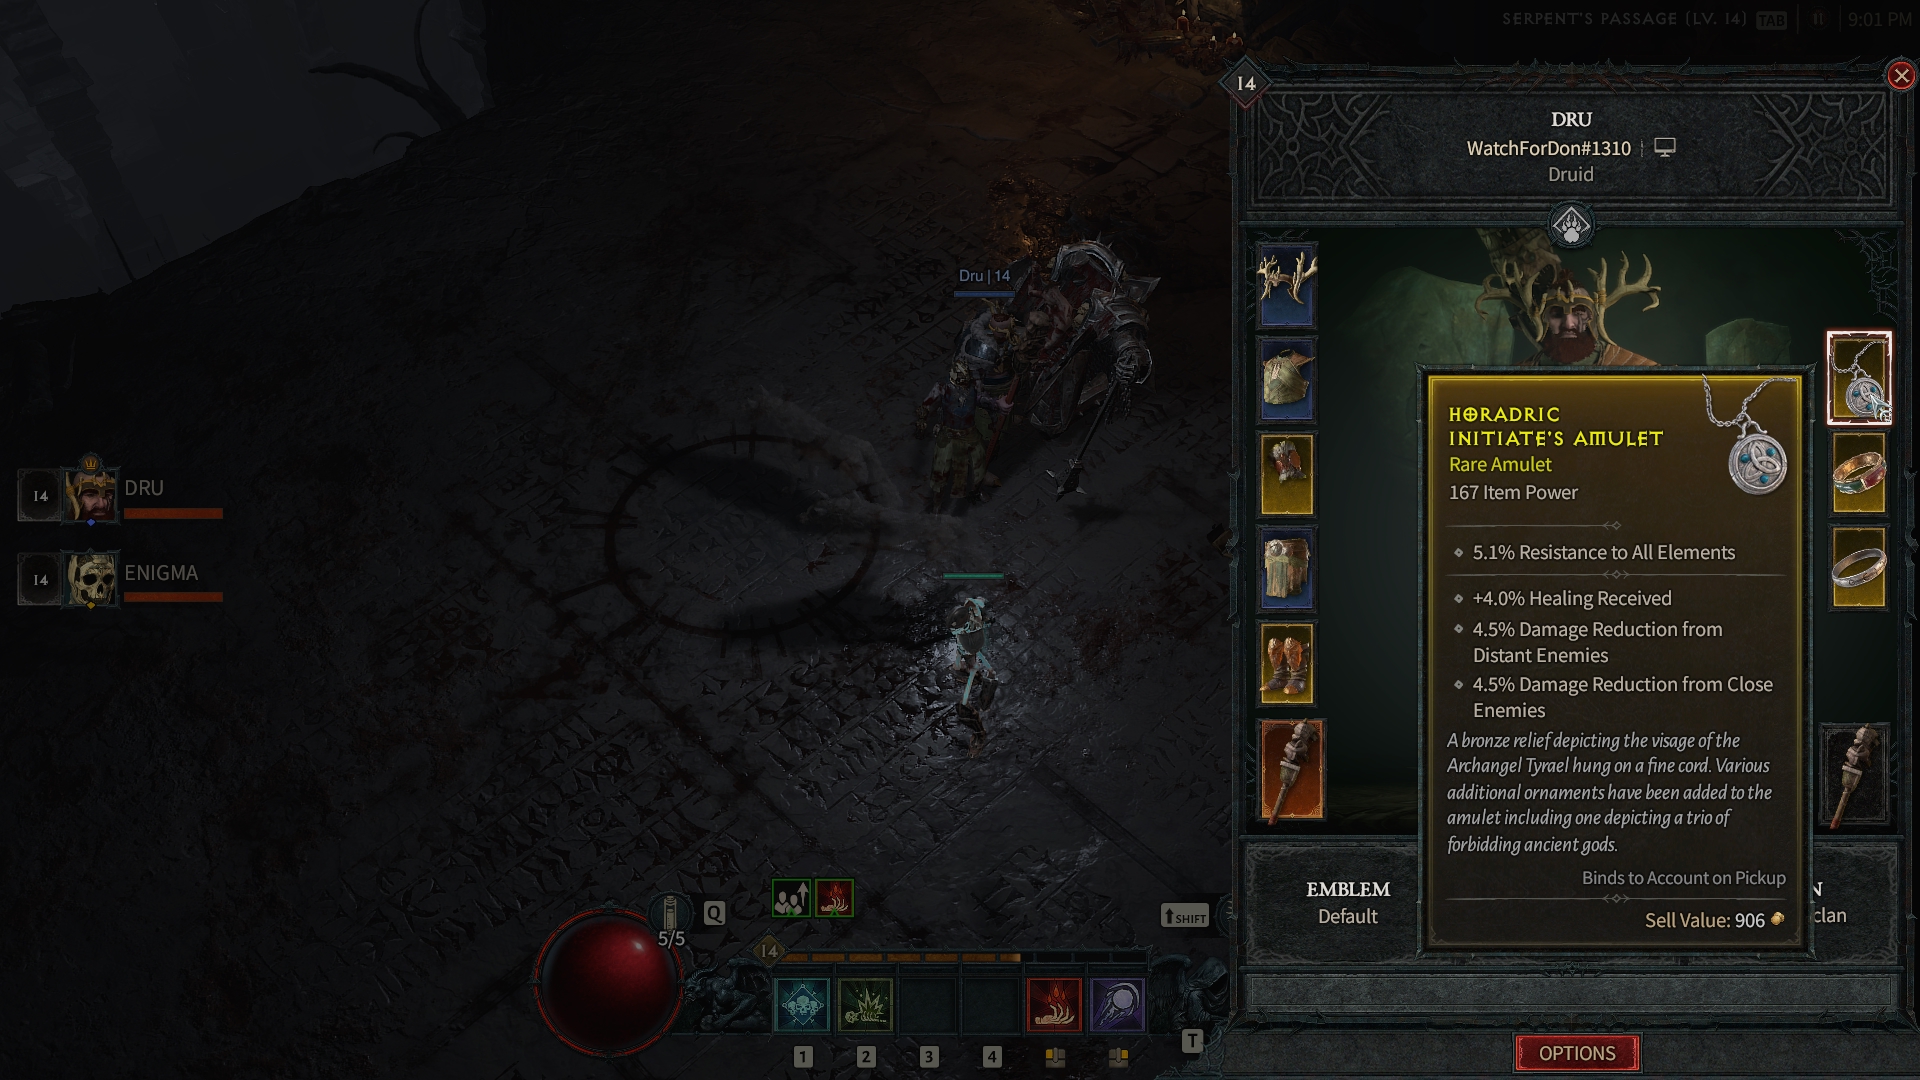 SERPENT'S PASSAGE (LV. 14) TAB 9:01 PM
14
DRU
WatchForDon#1310
Druid
Dru | 14
HORADRIC
INITIATE'S AMULET
Rare Amulet
167 Item Power
5.1% Resistance to All Elements
+4.0% Healing Received
4.5% Damage Reduction from
Distant Enemies
4.5% Damage Reduction from Close
Enemies
A bronze relief depicting the visage of the
Archangel Tyrael hung on a fine cord. Various
additional ornaments have been added to the
amulet including one depicting a trio of
forbidding ancient gods.
Binds to Account on Pickup
Sell Value: 906
14 DRU
14 ENIGMA
EMBLEM
Default
clan
5/5
Q
SHIFT
14
1 2 3 4
T
OPTIONS